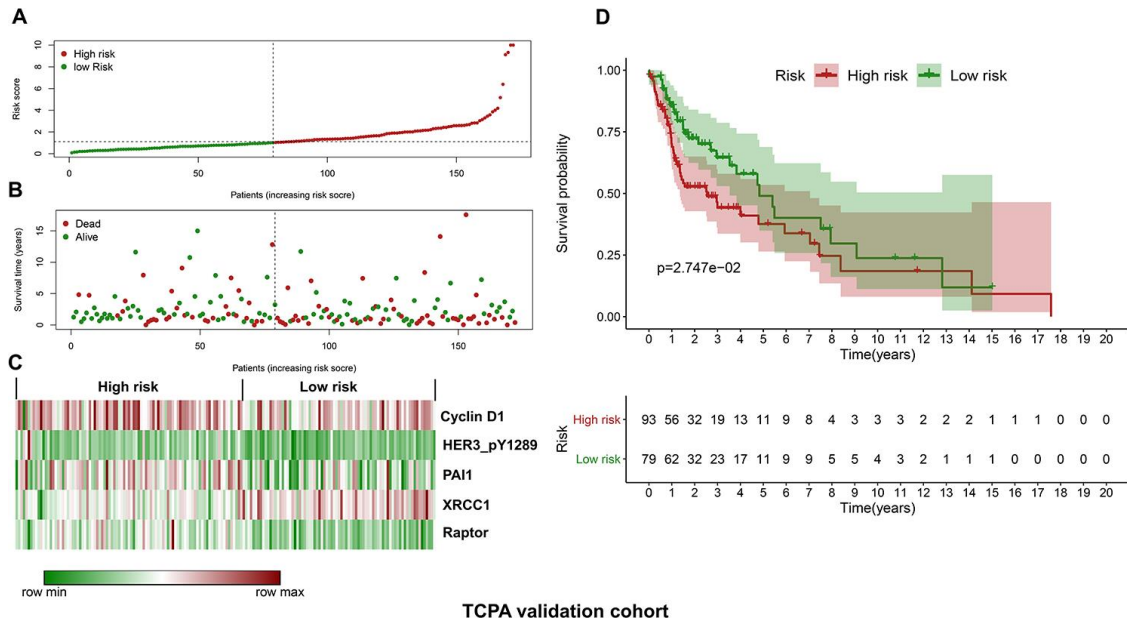 A
High risk
low Risk
Risk score
10
8
6
4
2
0
0 50 100 150
Patients (increasing risk socre)
B
Dead
Alive
Survival time (years)
15
10
5
0
0 50 100 150
Patients (increasing risk socre)
C
High risk Low risk
Cyclin D1
HER3_pY1289
PAI1
XRCC1
Raptor
row min row max
D
Risk High risk Low risk
Survival probability
1.00
0.75
0.50
0.25
0.00
p=2.747e−02
0 1 2 3 4 5 6 7 8 9 10 11 12 13 14 15 16 17 18 19 20
Time(years)
Risk
High risk 93 56 32 19 13 11 9 8 4 3 3 3 2 2 2 1 1 1 0 0 0
Low risk 79 62 32 23 17 11 9 9 5 5 4 3 2 1 1 1 0 0 0 0 0
0 1 2 3 4 5 6 7 8 9 10 11 12 13 14 15 16 17 18 19 20
Time(years)
TCPA validation cohort